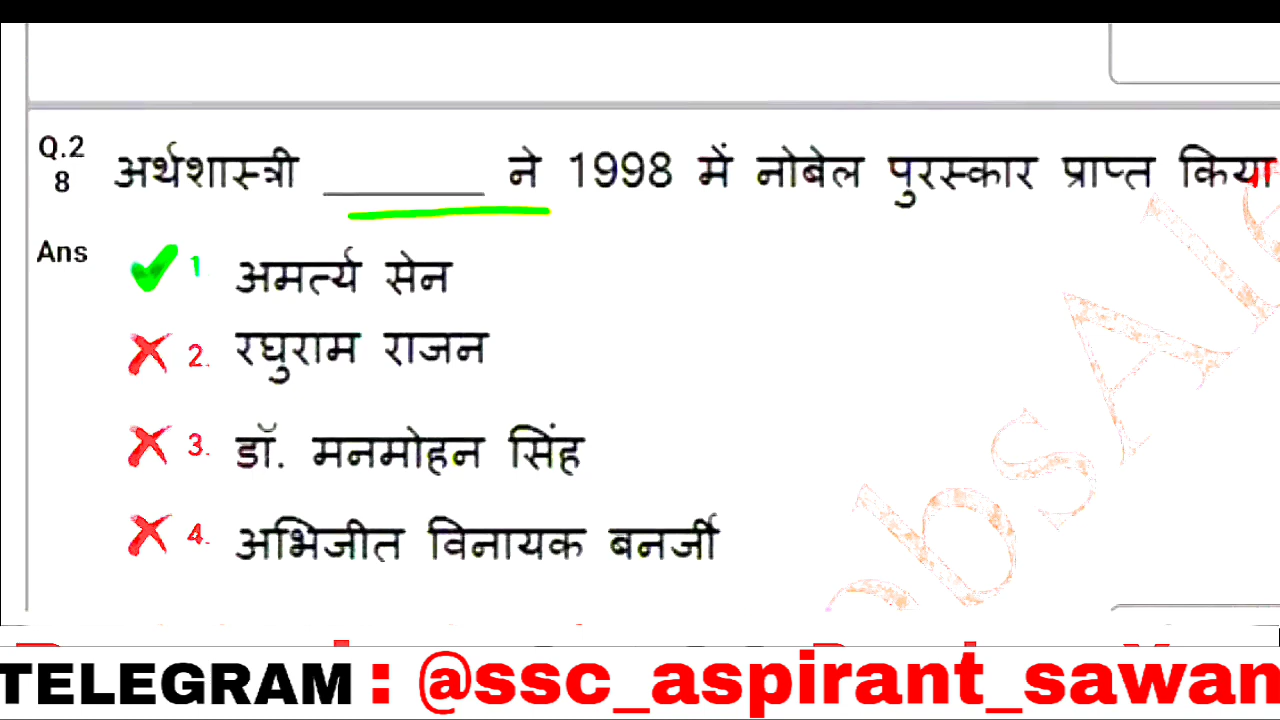 Q.2
8
अर्थशास्त्री ________ ने 1998 में नोबेल पुरस्कार प्राप्त किया
Ans
1 अमर्त्य सेन
2. रघुराम राजन
3. डॉ. मनमोहन सिंह
4. अभिजीत विनायक बनर्जी
TELEGRAM : @ssc_aspirant_sawan